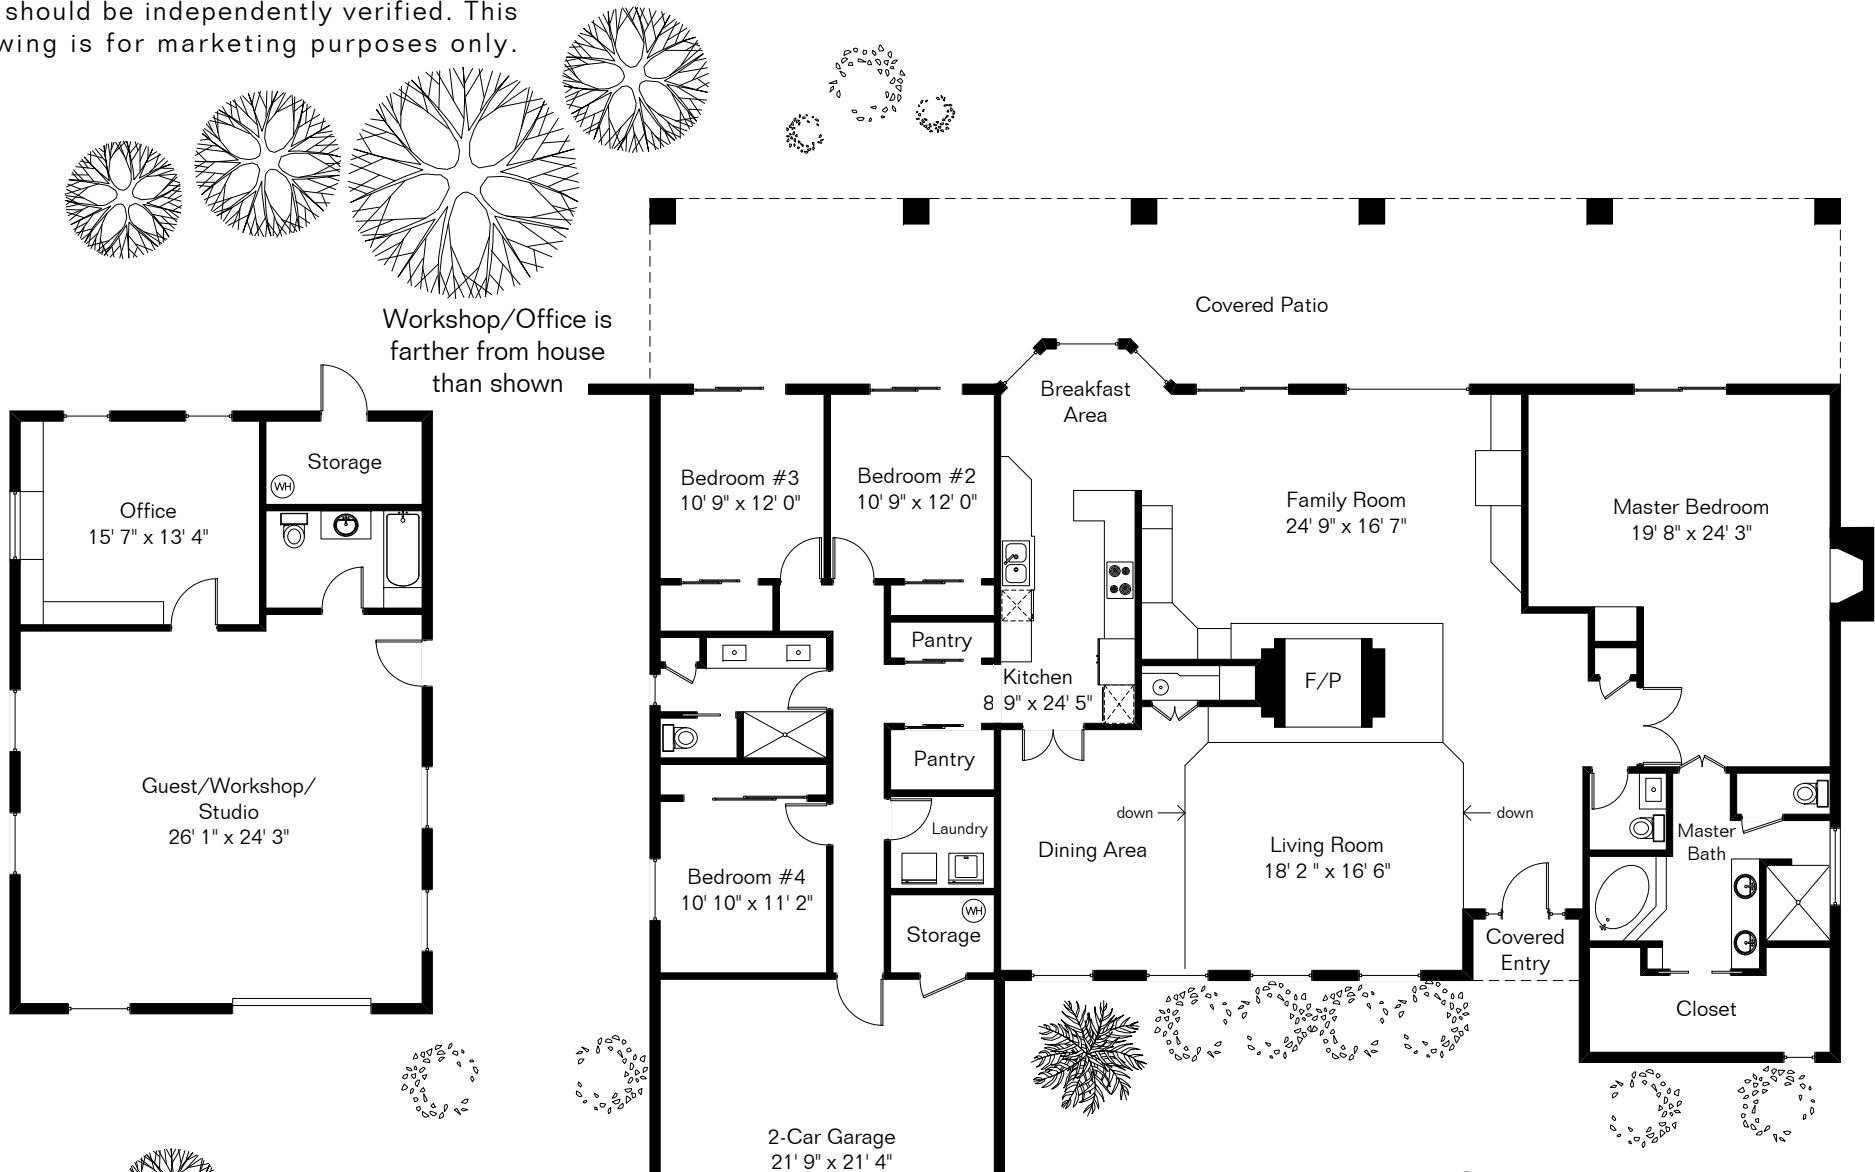 should be independently verified. This
wing is for marketing purposes only.
Workshop/Office is
farther from house
than shown
Covered Patio
Breakfast
Area
Storage
WH
Office
15' 7" x 13' 4"
Bedroom #3
10' 9" x 12' 0"
Bedroom #2
10' 9" x 12' 0"
Family Room
24' 9" x 16' 7"
Master Bedroom
19' 8" x 24' 3"
Pantry
Kitchen
8 9" x 24' 5"
F/P
Pantry
Guest/Workshop/
Studio
26' 1" x 24' 3"
down
down
Laundry
Dining Area
Living Room
18' 2 " x 16' 6"
Master
Bath
Bedroom #4
10' 10" x 11' 2"
WH
Storage
Covered
Entry
Closet
2-Car Garage
21' 9" x 21' 4"